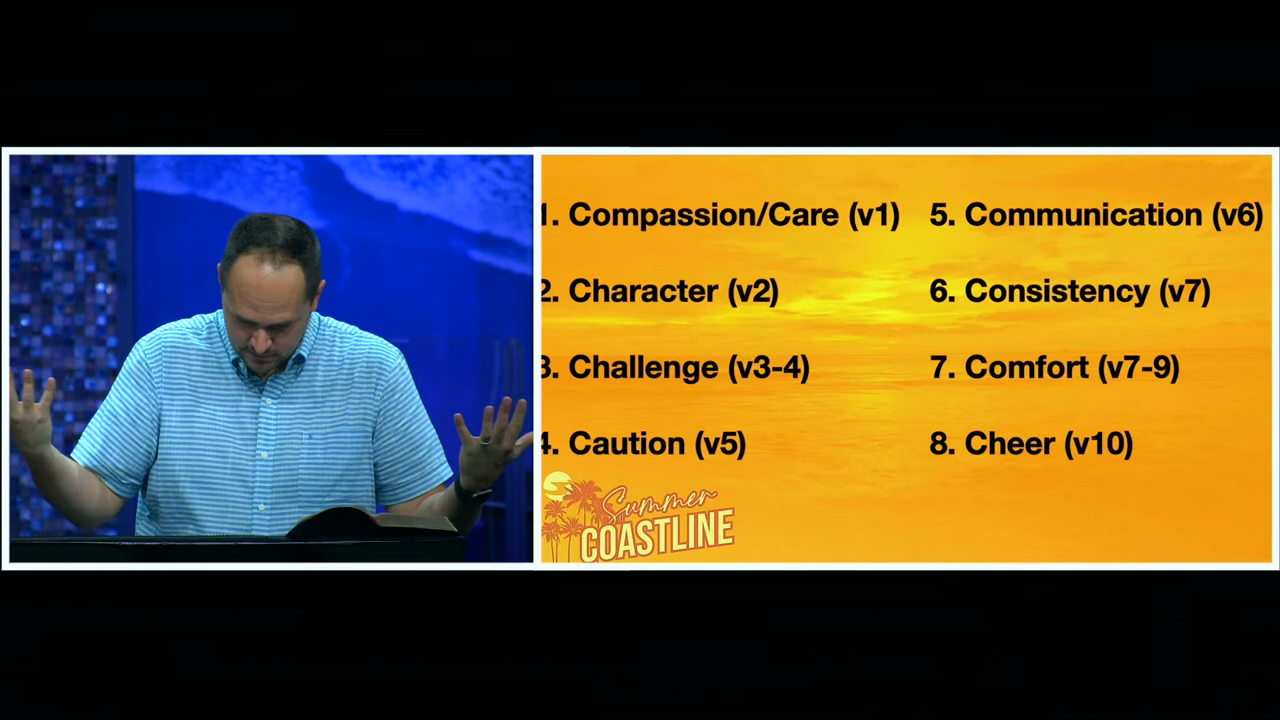 1. Compassion/Care (v1)
2. Character (v2)
3. Challenge (v3-4)
4. Caution (v5)
5. Communication (v6)
6. Consistency (v7)
7. Comfort (v7-9)
8. Cheer (v10)
Summer
AT
COASTLINE